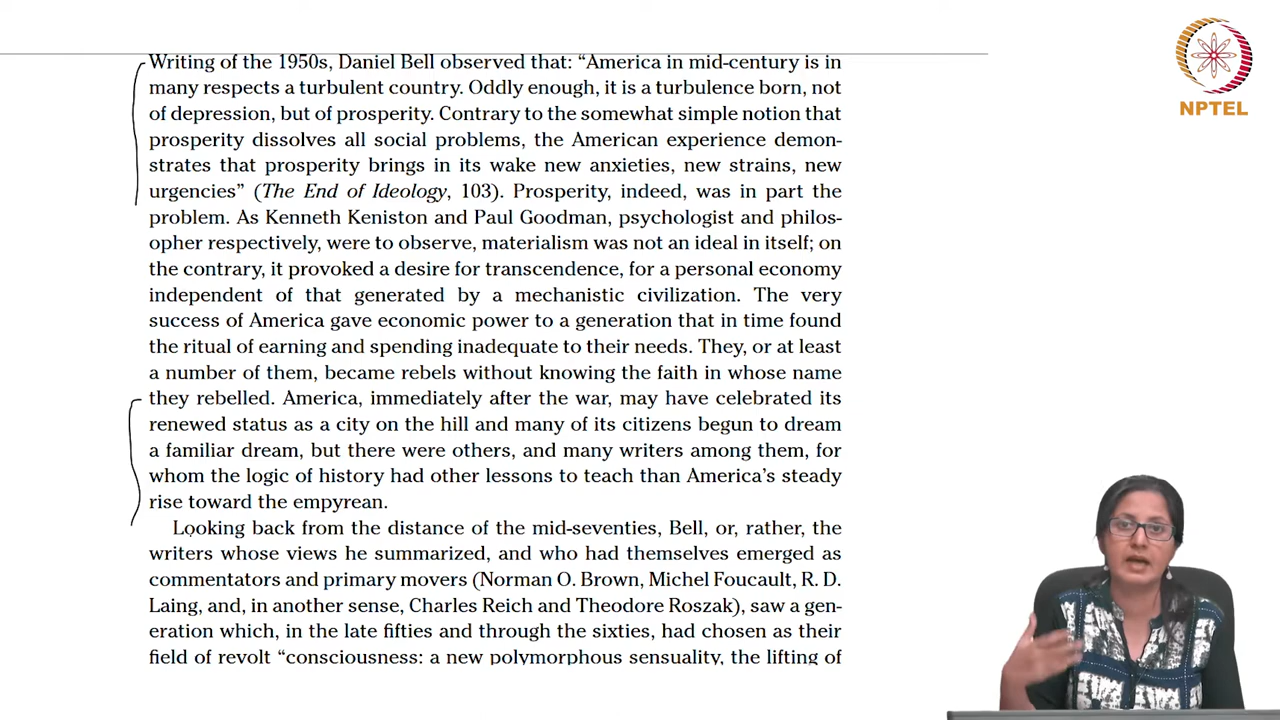 Writing of the 1950s, Daniel Bell observed that: “America in mid-century is in
many respects a turbulent country. Oddly enough, it is a turbulence born, not
of depression, but of prosperity. Contrary to the somewhat simple notion that
prosperity dissolves all social problems, the American experience demon-
strates that prosperity brings in its wake new anxieties, new strains, new
urgencies” (The End of Ideology, 103). Prosperity, indeed, was in part the
problem. As Kenneth Keniston and Paul Goodman, psychologist and philos-
opher respectively, were to observe, materialism was not an ideal in itself; on
the contrary, it provoked a desire for transcendence, for a personal economy
independent of that generated by a mechanistic civilization. The very
success of America gave economic power to a generation that in time found
the ritual of earning and spending inadequate to their needs. They, or at least
a number of them, became rebels without knowing the faith in whose name
they rebelled. America, immediately after the war, may have celebrated its
renewed status as a city on the hill and many of its citizens begun to dream
a familiar dream, but there were others, and many writers among them, for
whom the logic of history had other lessons to teach than America’s steady
rise toward the empyrean.
Looking back from the distance of the mid-seventies, Bell, or, rather, the
writers whose views he summarized, and who had themselves emerged as
commentators and primary movers (Norman O. Brown, Michel Foucault, R. D.
Laing, and, in another sense, Charles Reich and Theodore Roszak), saw a gen-
eration which, in the late fifties and through the sixties, had chosen as their
field of revolt “consciousness: a new polymorphous sensuality, the lifting of
NPTEL